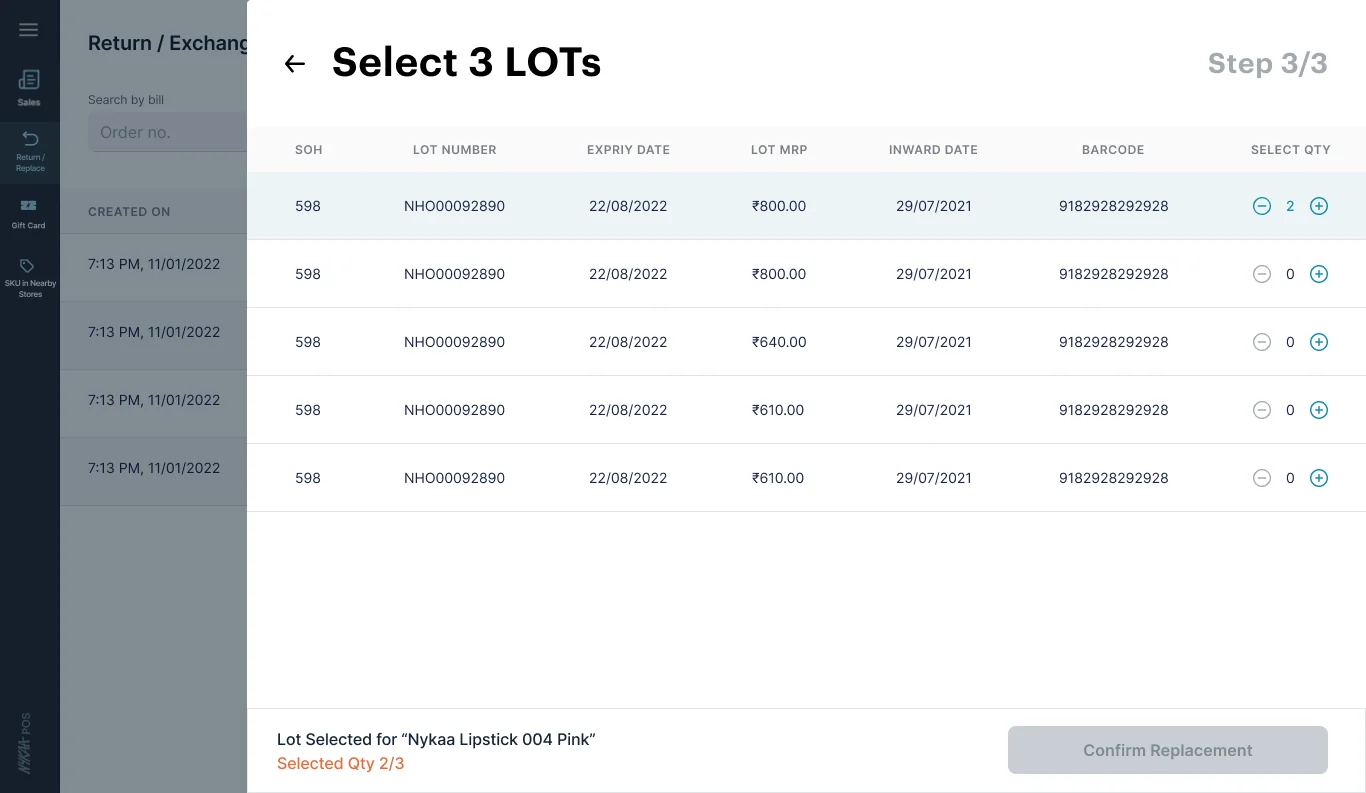 Sales
Return /
Replace
Gift Card
SKU in Nearby
Stores
NYKAA POS
Return / Exchang
Search by bill
Order no.
CREATED ON
7:13 PM, 11/01/2022
7:13 PM, 11/01/2022
7:13 PM, 11/01/2022
7:13 PM, 11/01/2022
← Select 3 LOTs
Step 3/3
SOH LOT NUMBER EXPRIY DATE LOT MRP INWARD DATE BARCODE SELECT QTY
598 NHO00092890 22/08/2022 ₹800.00 29/07/2021 9182928292928 2
598 NHO00092890 22/08/2022 ₹800.00 29/07/2021 9182928292928 0
598 NHO00092890 22/08/2022 ₹640.00 29/07/2021 9182928292928 0
598 NHO00092890 22/08/2022 ₹610.00 29/07/2021 9182928292928 0
598 NHO00092890 22/08/2022 ₹610.00 29/07/2021 9182928292928 0
Lot Selected for “Nykaa Lipstick 004 Pink”
Selected Qty 2/3
Confirm Replacement